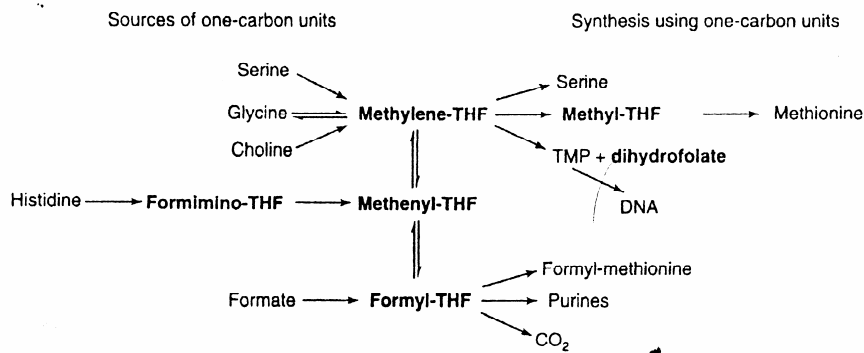 Sources of one-carbon units
Synthesis using one-carbon units
Serine
Serine
Glycine
Methylene-THF
Methyl-THF
Methionine
Choline
TMP + dihydrofolate
DNA
Histidine
Formimino-THF
Methenyl-THF
Formyl-methionine
Formate
Formyl-THF
Purines
CO₂